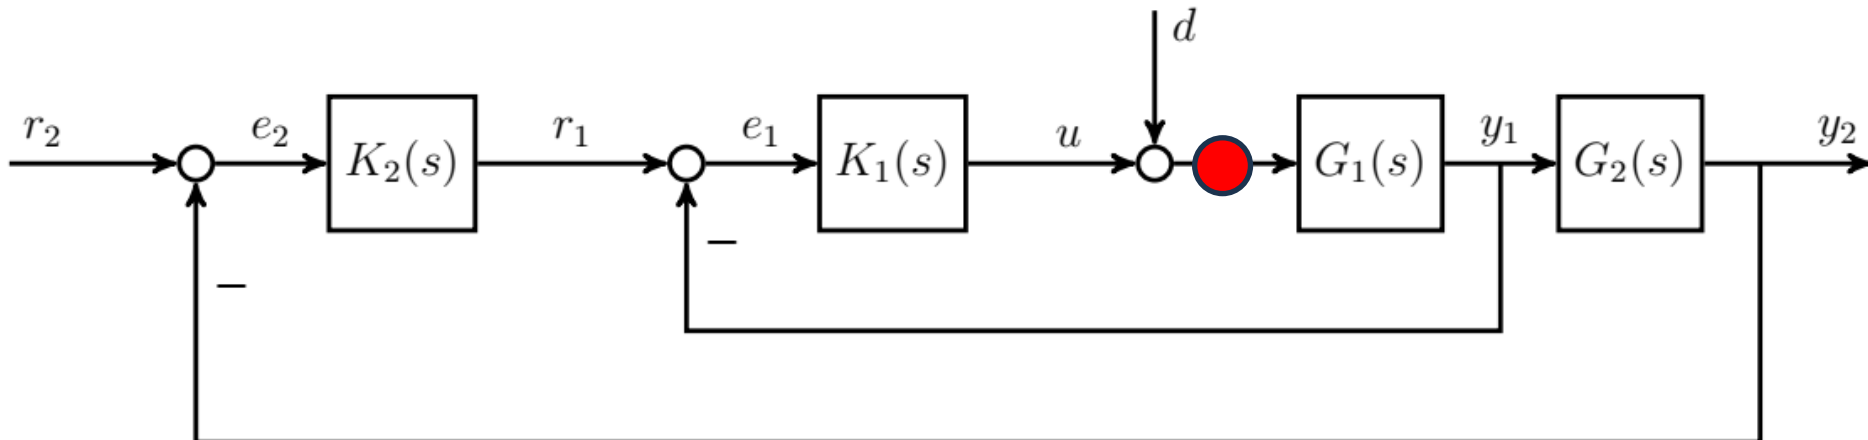 d
r₂ e₂ K₂(s) r₁ e₁ K₁(s) u G₁(s) y₁ G₂(s) y₂
−
−